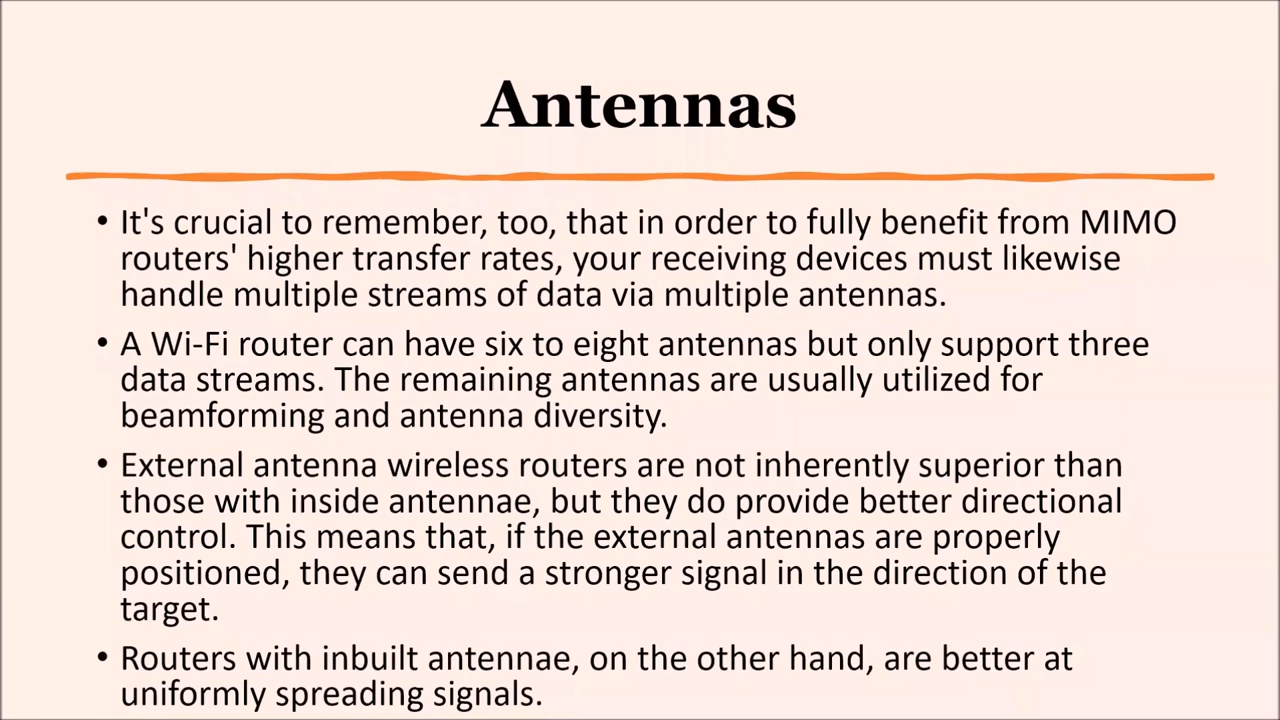 Antennas
• It's crucial to remember, too, that in order to fully benefit from MIMO
routers' higher transfer rates, your receiving devices must likewise
handle multiple streams of data via multiple antennas.
• A Wi-Fi router can have six to eight antennas but only support three
data streams. The remaining antennas are usually utilized for
beamforming and antenna diversity.
• External antenna wireless routers are not inherently superior than
those with inside antennae, but they do provide better directional
control. This means that, if the external antennas are properly
positioned, they can send a stronger signal in the direction of the
target.
• Routers with inbuilt antennae, on the other hand, are better at
uniformly spreading signals.